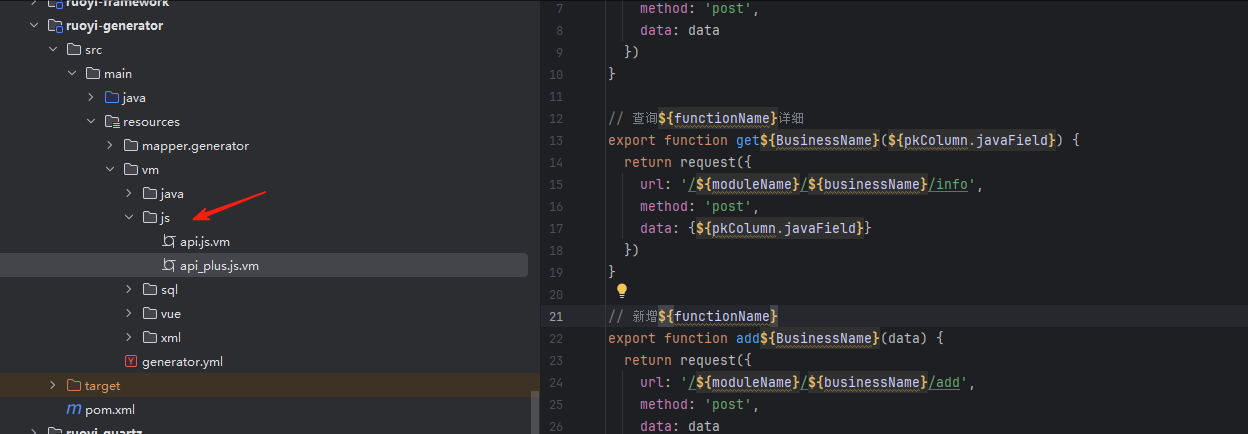 ruoyi-framework
ruoyi-generator
src
main
java
resources
mapper.generator
vm
java
js
api.js.vm
api_plus.js.vm
sql
vue
xml
generator.yml
target
pom.xml
ruoyi-quartz
7 method: 'post',
8 data: data
9 })
10 }
11
12 // 查询${functionName}详细
13 export function get${BusinessName}(${pkColumn.javaField}) {
14 return request({
15 url: '/${moduleName}/${businessName}/info',
16 method: 'post',
17 data: {${pkColumn.javaField}}
18 })
19 }
20
21 // 新增${functionName}
22 export function add${BusinessName}(data) {
23 return request({
24 url: '/${moduleName}/${businessName}/add',
25 method: 'post',
26 data: data